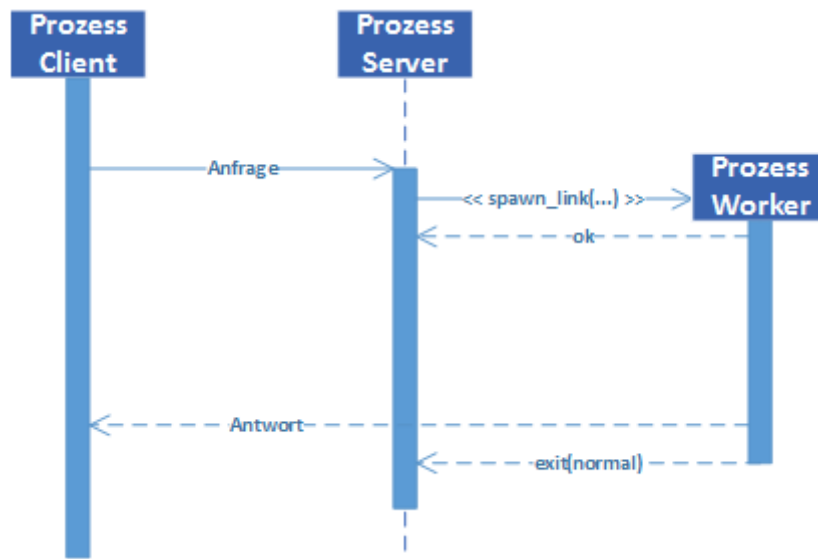 Prozess
Client
Prozess
Server
Anfrage
<< spawn_link(...) >>
Prozess
Worker
ok
Antwort
exit(normal)